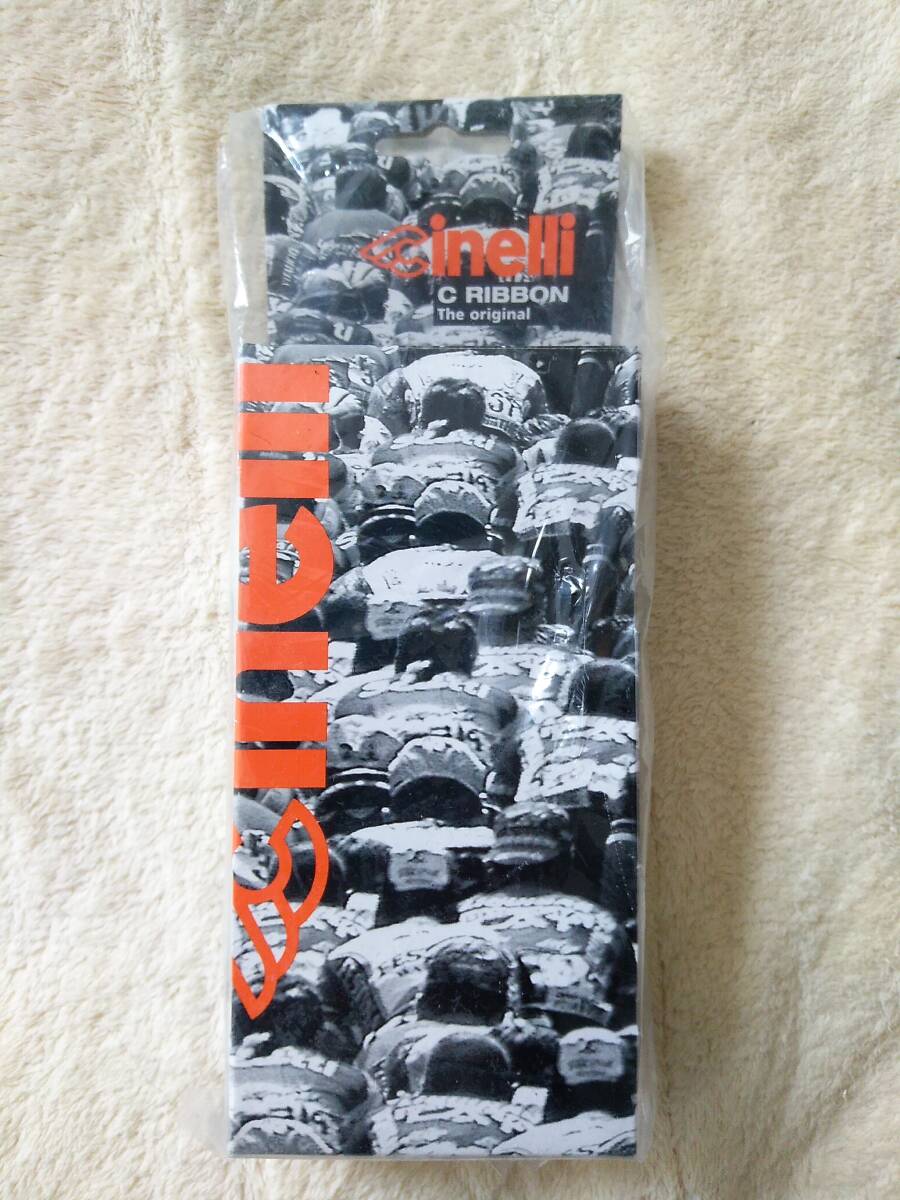 Cinelli
C RIBBON
The original
Cinelli